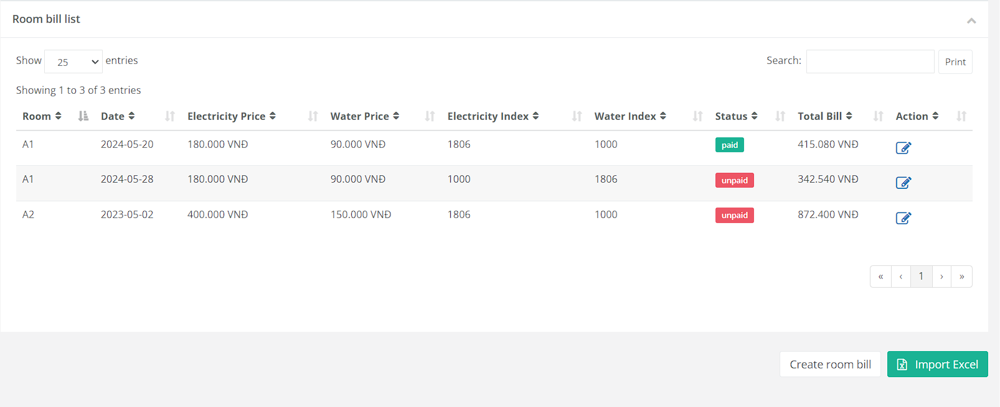 Room bill list
Show 25 entries Search: Print
Showing 1 to 3 of 3 entries
Room Date Electricity Price Water Price Electricity Index Water Index Status Total Bill Action
A1 2024-05-20 180.000 VNĐ 90.000 VNĐ 1806 1000 paid 415.080 VNĐ
A1 2024-05-28 180.000 VNĐ 90.000 VNĐ 1000 1806 unpaid 342.540 VNĐ
A2 2023-05-02 400.000 VNĐ 150.000 VNĐ 1806 1000 unpaid 872.400 VNĐ
« ‹ 1 › »
Create room bill Import Excel